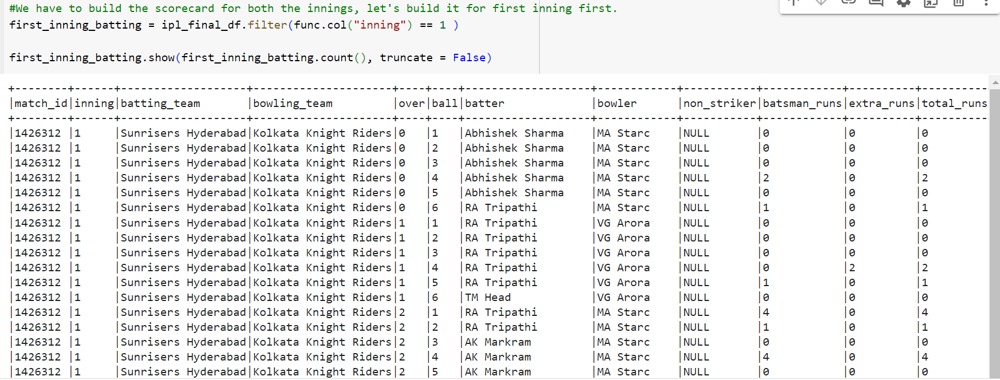 #We have to build the scorecard for both the innings, let's build it for first inning first.
first_inning_batting = ipl_final_df.filter(func.col("inning") == 1 )
first_inning_batting.show(first_inning_batting.count(), truncate = False)
+--------+------+-------------------+---------------------+----+----+-------------------+------------+-----------+------------+----------+----------
|match_id|inning|batting_team       |bowling_team         |over|ball|batter             |bowler      |non_striker|batsman_runs|extra_runs|total_runs
+--------+------+-------------------+---------------------+----+----+-------------------+------------+-----------+------------+----------+----------
|1426312 |1     |Sunrisers Hyderabad|Kolkata Knight Riders|0   |1   |Abhishek Sharma    |MA Starc    |NULL       |0           |0         |0
|1426312 |1     |Sunrisers Hyderabad|Kolkata Knight Riders|0   |2   |Abhishek Sharma    |MA Starc    |NULL       |0           |0         |0
|1426312 |1     |Sunrisers Hyderabad|Kolkata Knight Riders|0   |3   |Abhishek Sharma    |MA Starc    |NULL       |0           |0         |0
|1426312 |1     |Sunrisers Hyderabad|Kolkata Knight Riders|0   |4   |Abhishek Sharma    |MA Starc    |NULL       |2           |0         |2
|1426312 |1     |Sunrisers Hyderabad|Kolkata Knight Riders|0   |5   |Abhishek Sharma    |MA Starc    |NULL       |0           |0         |0
|1426312 |1     |Sunrisers Hyderabad|Kolkata Knight Riders|0   |6   |RA Tripathi        |MA Starc    |NULL       |1           |0         |1
|1426312 |1     |Sunrisers Hyderabad|Kolkata Knight Riders|1   |1   |RA Tripathi        |VG Arora    |NULL       |0           |0         |0
|1426312 |1     |Sunrisers Hyderabad|Kolkata Knight Riders|1   |2   |RA Tripathi        |VG Arora    |NULL       |0           |0         |0
|1426312 |1     |Sunrisers Hyderabad|Kolkata Knight Riders|1   |3   |RA Tripathi        |VG Arora    |NULL       |0           |0         |0
|1426312 |1     |Sunrisers Hyderabad|Kolkata Knight Riders|1   |4   |RA Tripathi        |VG Arora    |NULL       |0           |2         |2
|1426312 |1     |Sunrisers Hyderabad|Kolkata Knight Riders|1   |5   |RA Tripathi        |VG Arora    |NULL       |1           |0         |1
|1426312 |1     |Sunrisers Hyderabad|Kolkata Knight Riders|1   |6   |TM Head            |VG Arora    |NULL       |0           |0         |0
|1426312 |1     |Sunrisers Hyderabad|Kolkata Knight Riders|2   |1   |RA Tripathi        |MA Starc    |NULL       |4           |0         |4
|1426312 |1     |Sunrisers Hyderabad|Kolkata Knight Riders|2   |2   |RA Tripathi        |MA Starc    |NULL       |1           |0         |1
|1426312 |1     |Sunrisers Hyderabad|Kolkata Knight Riders|2   |3   |AK Markram         |MA Starc    |NULL       |0           |0         |0
|1426312 |1     |Sunrisers Hyderabad|Kolkata Knight Riders|2   |4   |AK Markram         |MA Starc    |NULL       |4           |0         |4
|1426312 |1     |Sunrisers Hyderabad|Kolkata Knight Riders|2   |5   |AK Markram         |MA Starc    |NULL       |0           |0         |0